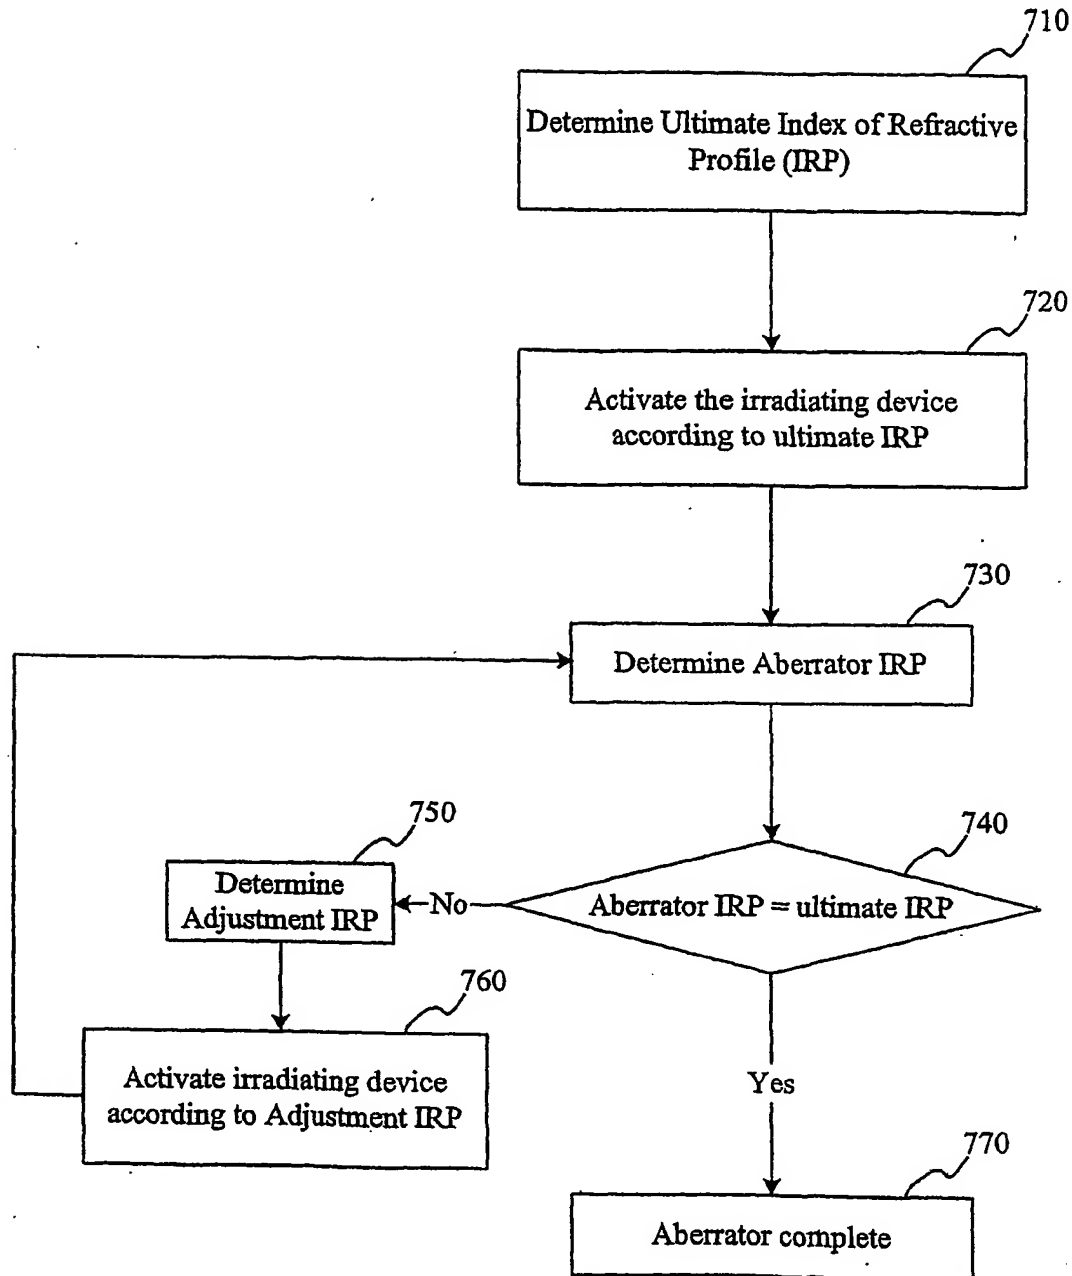 710
Determine Ultimate Index of Refractive
Profile (IRP)
720
Activate the irradiating device
according to ultimate IRP
730
Determine Aberrator IRP
740
Aberrator IRP = ultimate IRP
No
750
Determine
Adjustment IRP
760
Activate irradiating device
according to Adjustment IRP
Yes
770
Aberrator complete